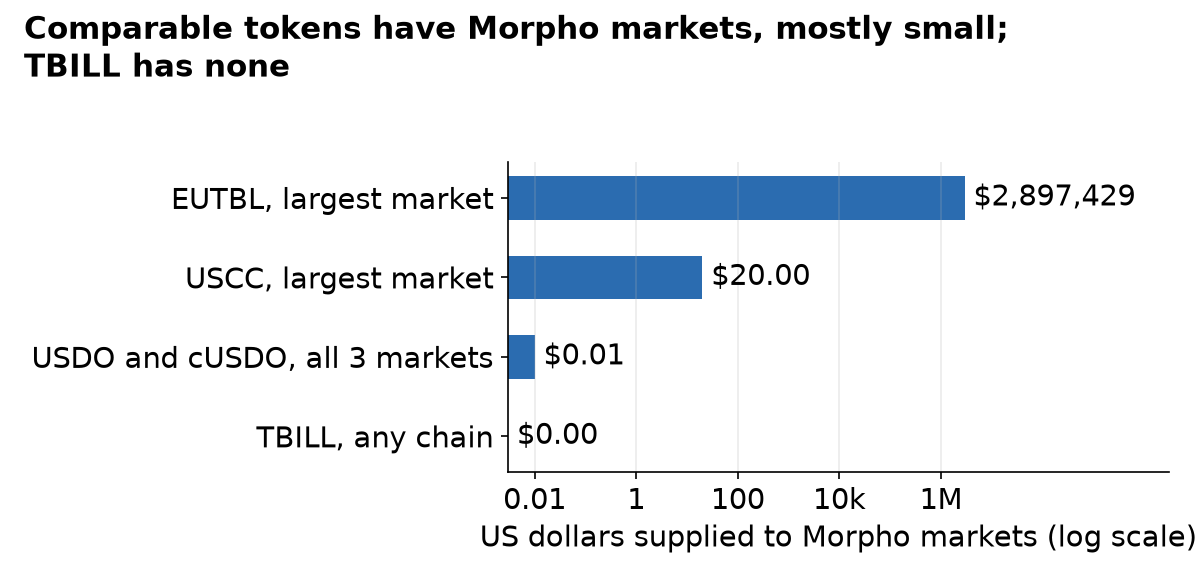 Comparable tokens have Morpho markets, mostly small;
TBILL has none
EUTBL, largest market
$2,897,429
USCC, largest market
$20.00
USDO and cUSDO, all 3 markets
$0.01
TBILL, any chain
$0.00
0.01 1 100 10k 1M
US dollars supplied to Morpho markets (log scale)